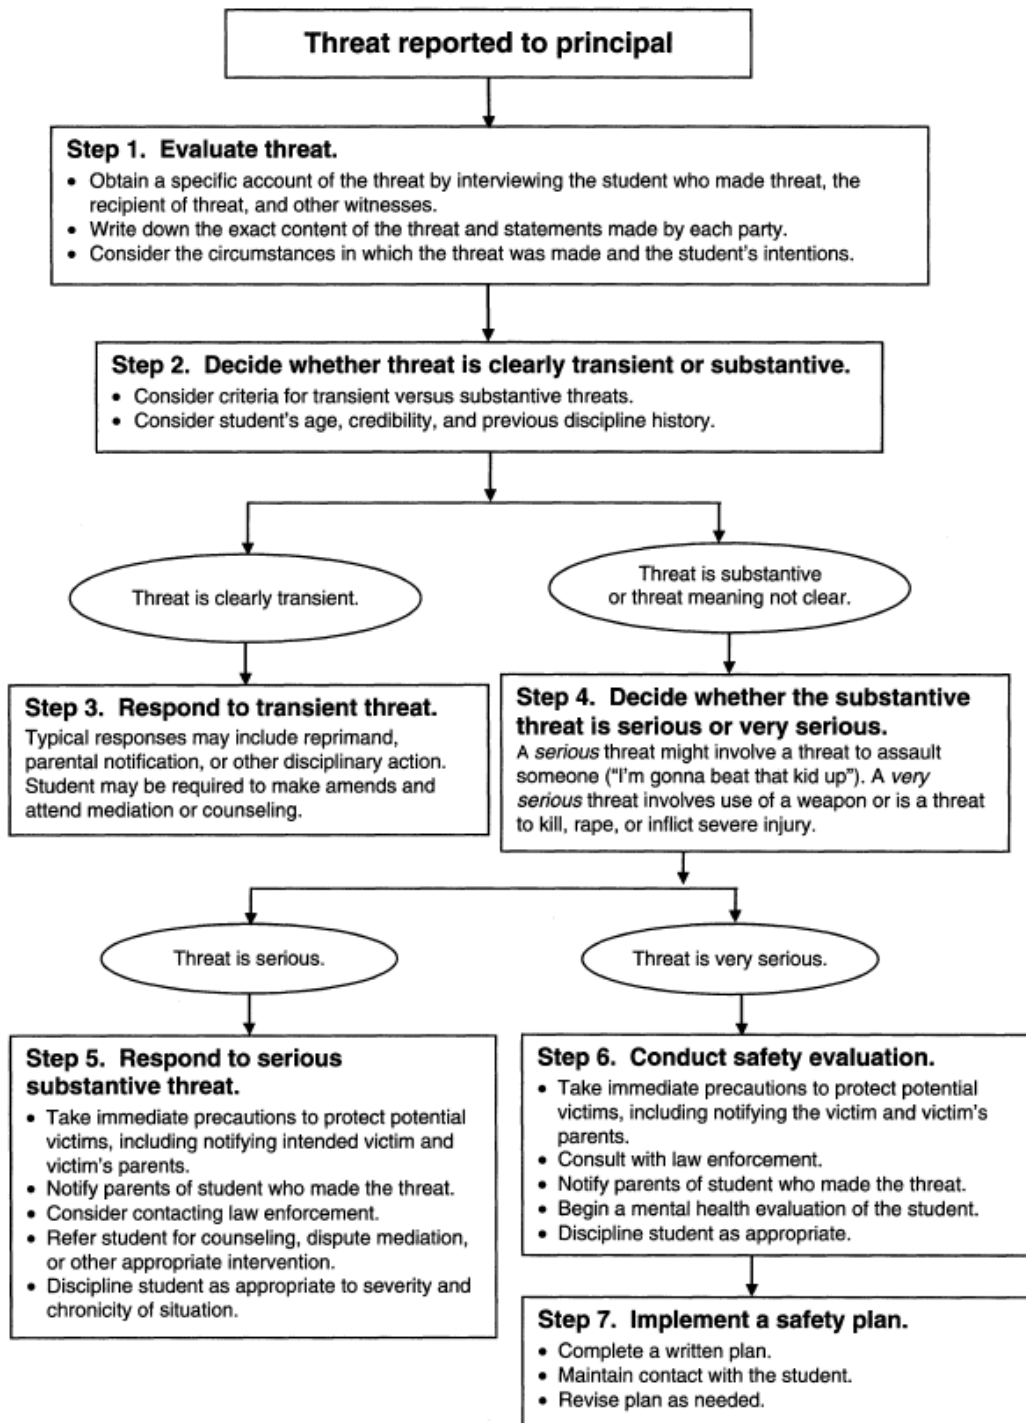 Threat reported to principal
Step 1. Evaluate threat.
• Obtain a specific account of the threat by interviewing the student who made threat, the
recipient of threat, and other witnesses.
• Write down the exact content of the threat and statements made by each party.
• Consider the circumstances in which the threat was made and the student's intentions.
Step 2. Decide whether threat is clearly transient or substantive.
• Consider criteria for transient versus substantive threats.
• Consider student's age, credibility, and previous discipline history.
Threat is clearly transient.
Threat is substantive
or threat meaning not clear.
Step 3. Respond to transient threat.
Typical responses may include reprimand,
parental notification, or other disciplinary action.
Student may be required to make amends and
attend mediation or counseling.
Step 4. Decide whether the substantive
threat is serious or very serious.
A serious threat might involve a threat to assault
someone ("I'm gonna beat that kid up"). A very
serious threat involves use of a weapon or is a threat
to kill, rape, or inflict severe injury.
Threat is serious.
Threat is very serious.
Step 5. Respond to serious
substantive threat.
• Take immediate precautions to protect potential
victims, including notifying intended victim and
victim's parents.
• Notify parents of student who made the threat.
• Consider contacting law enforcement.
• Refer student for counseling, dispute mediation,
or other appropriate intervention.
• Discipline student as appropriate to severity and
chronicity of situation.
Step 6. Conduct safety evaluation.
• Take immediate precautions to protect potential
victims, including notifying the victim and victim's
parents.
• Consult with law enforcement.
• Notify parents of student who made the threat.
• Begin a mental health evaluation of the student.
• Discipline student as appropriate.
Step 7. Implement a safety plan.
• Complete a written plan.
• Maintain contact with the student.
• Revise plan as needed.